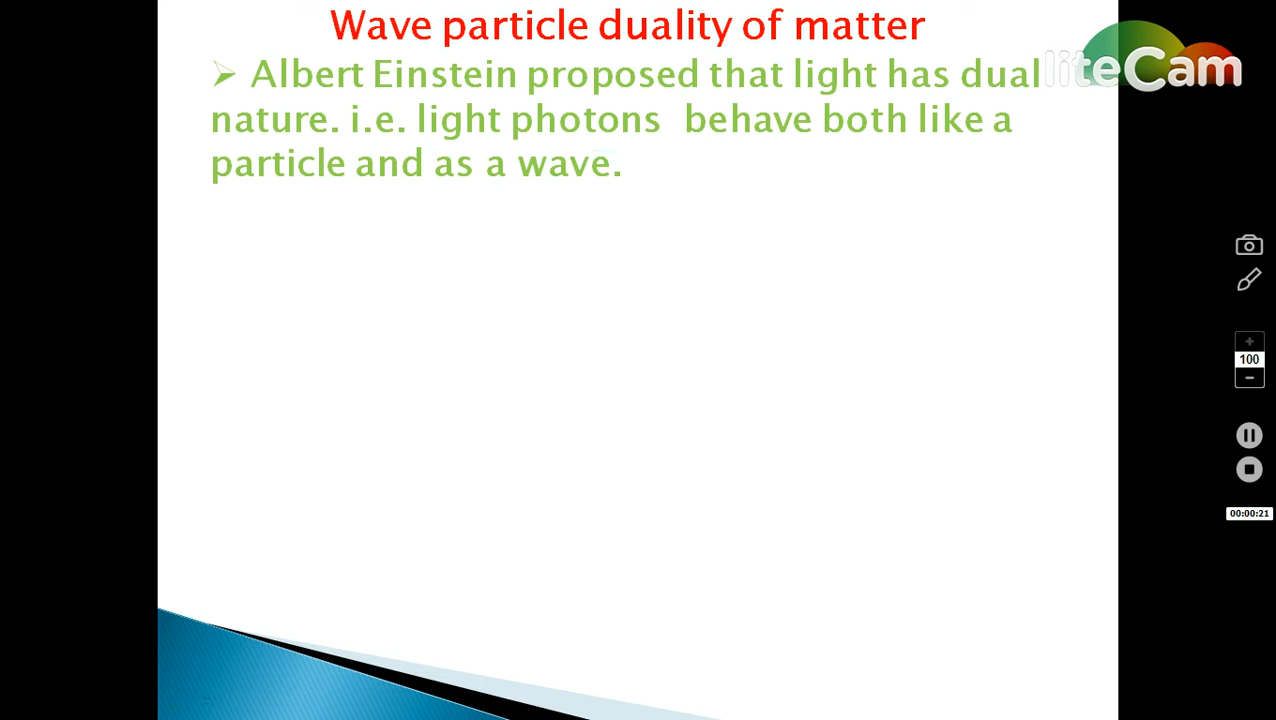 Wave particle duality of matter
Albert Einstein proposed that light has dual
nature. i.e. light photons behave both like a
particle and as a wave.
liteCam
100
00:00:21